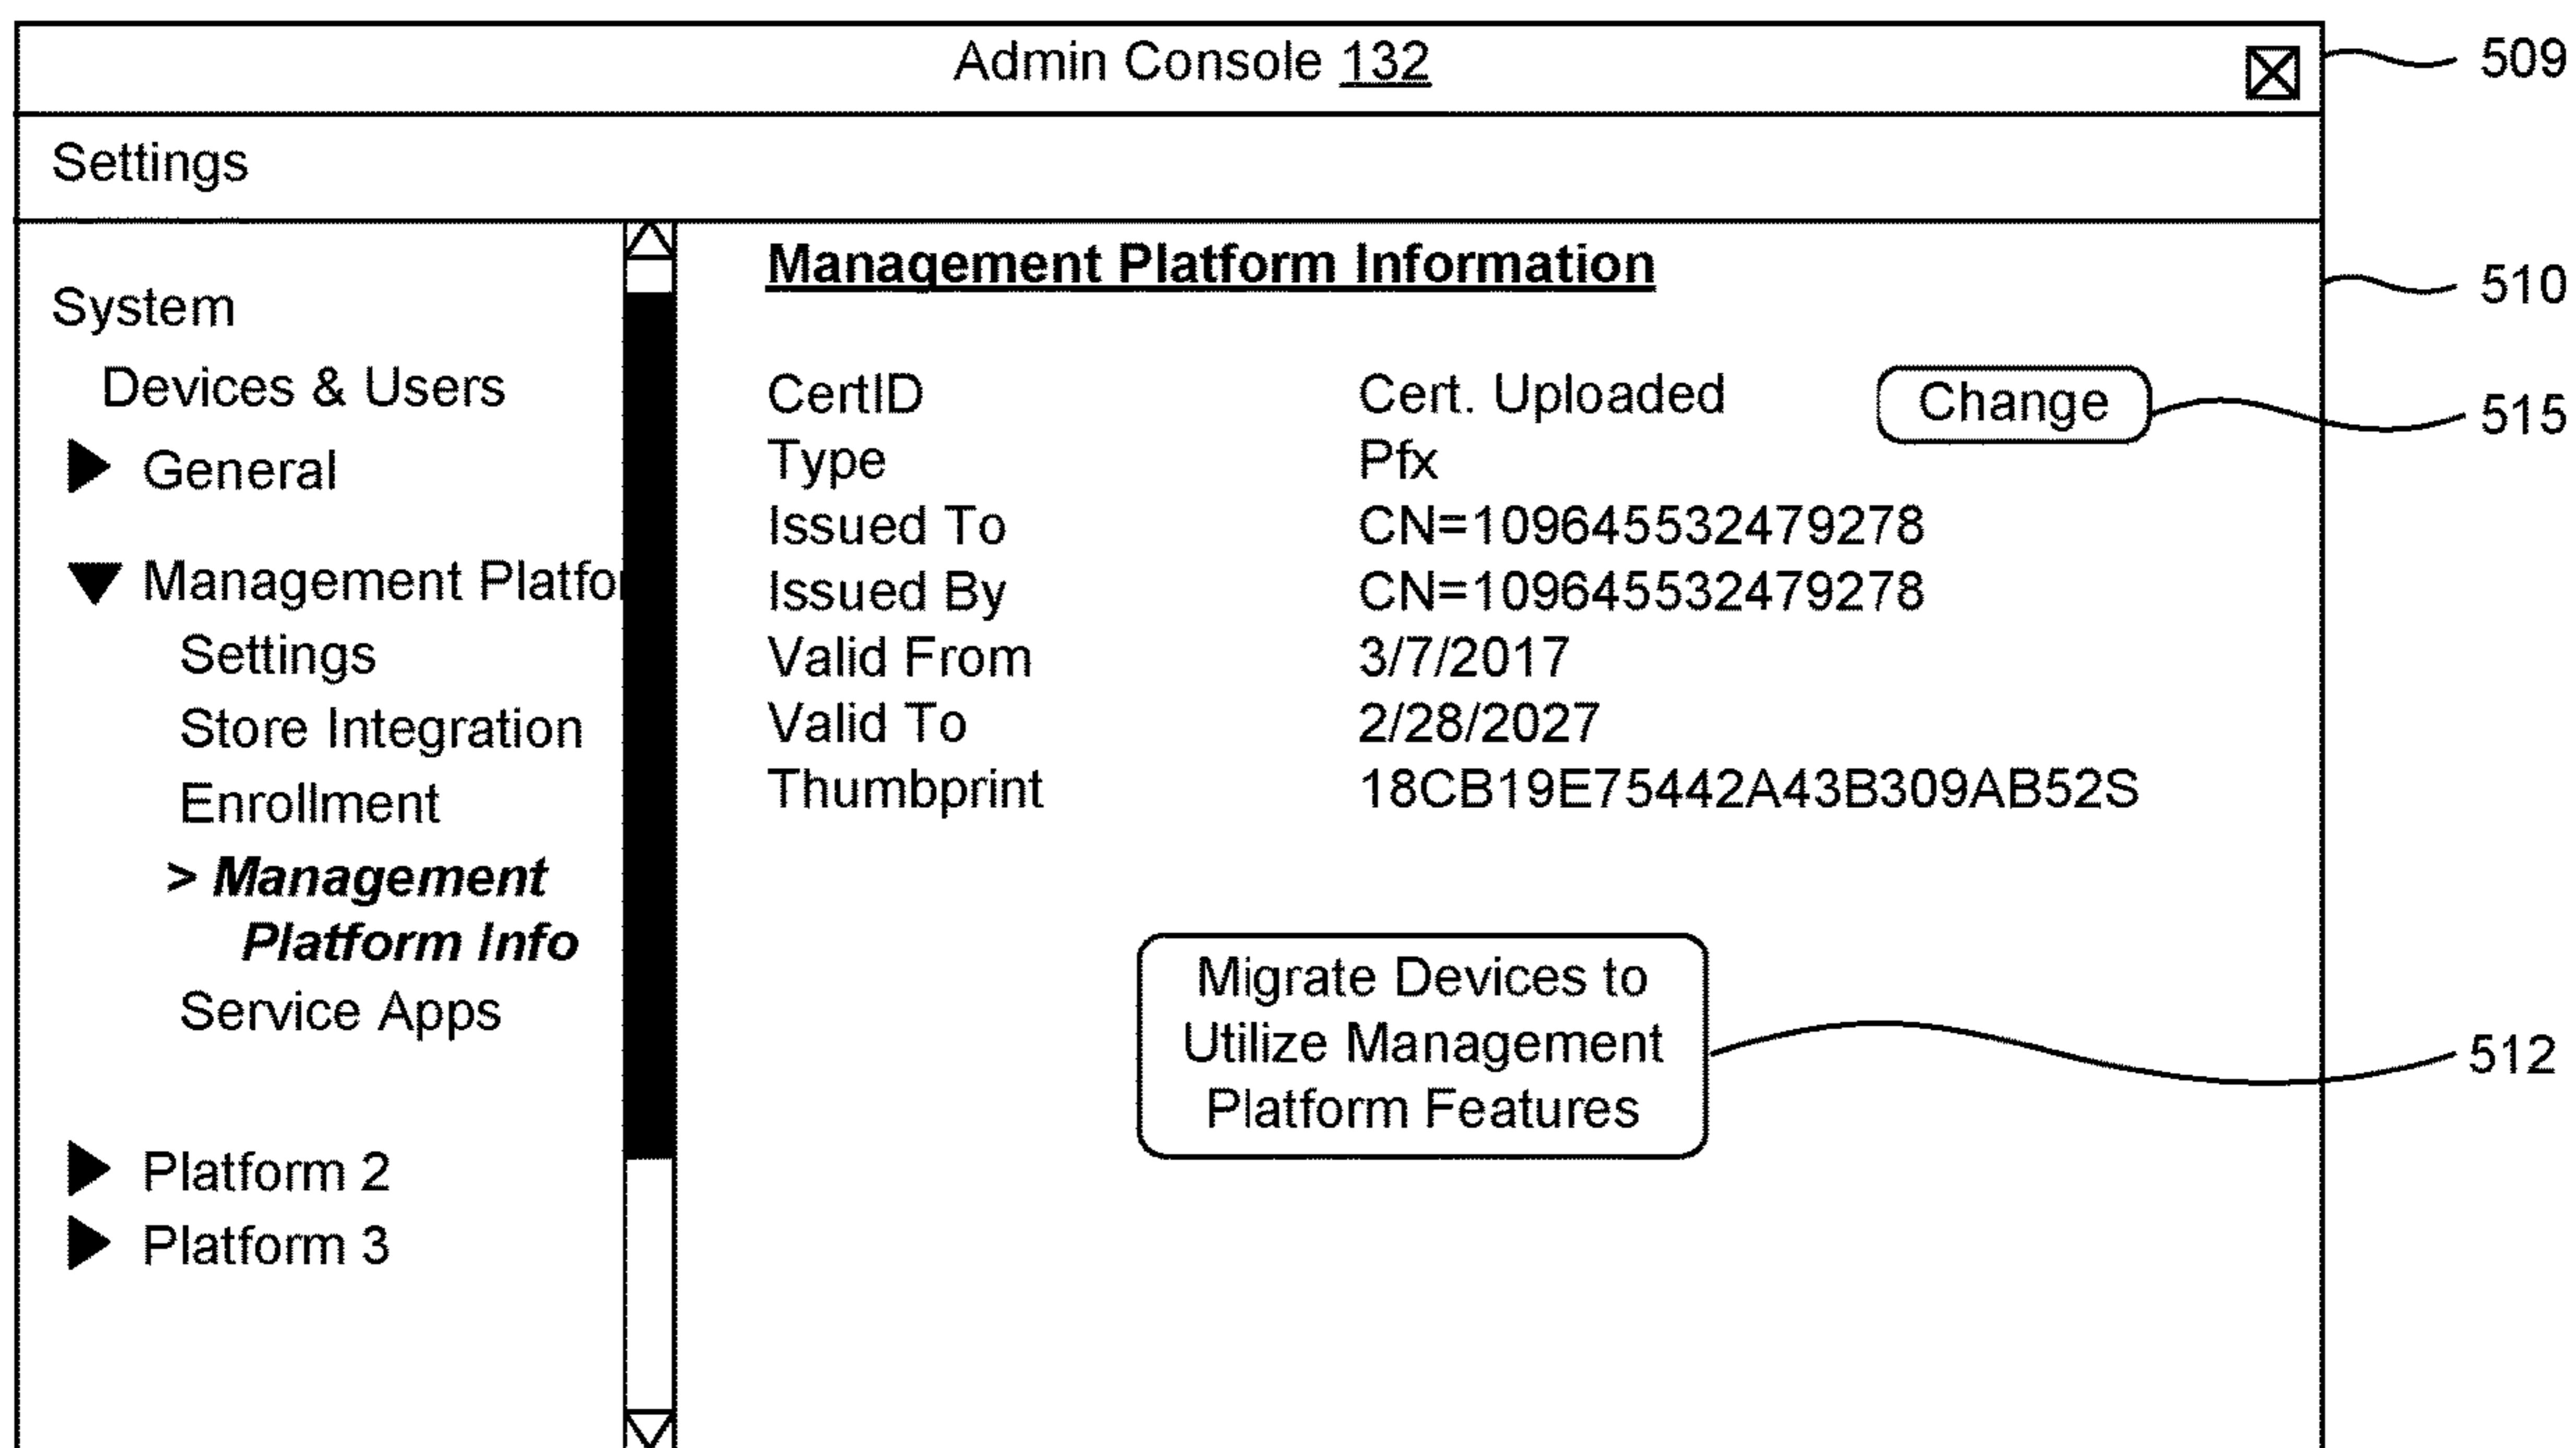 Admin Console 132
509
Settings
System
Devices & Users
General
Management Platfo
Settings
Store Integration
Enrollment
> Management
Platform Info
Service Apps
Platform 2
Platform 3
Management Platform Information
510
CertID Cert. Uploaded Change
515
Type Pfx
Issued To CN=109645532479278
Issued By CN=109645532479278
Valid From 3/7/2017
Valid To 2/28/2027
Thumbprint 18CB19E75442A43B309AB52S
Migrate Devices to
Utilize Management
Platform Features
512